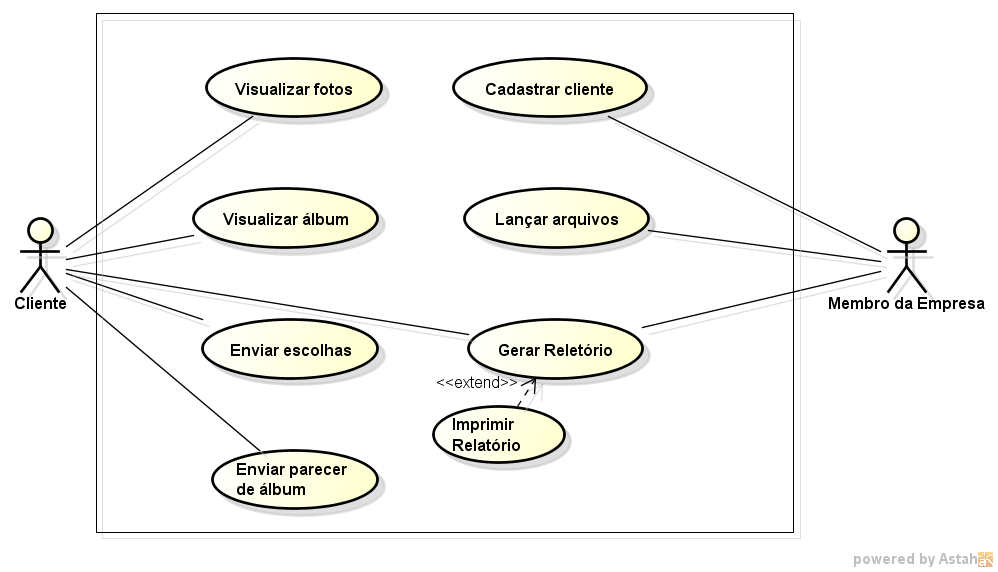 Visualizar fotos
Cadastrar cliente
Visualizar álbum
Lançar arquivos
Cliente
Membro da Empresa
Enviar escolhas
Gerar Reletório
<<extend>>
Imprimir
Relatório
Enviar parecer
de álbum
powered by Astah